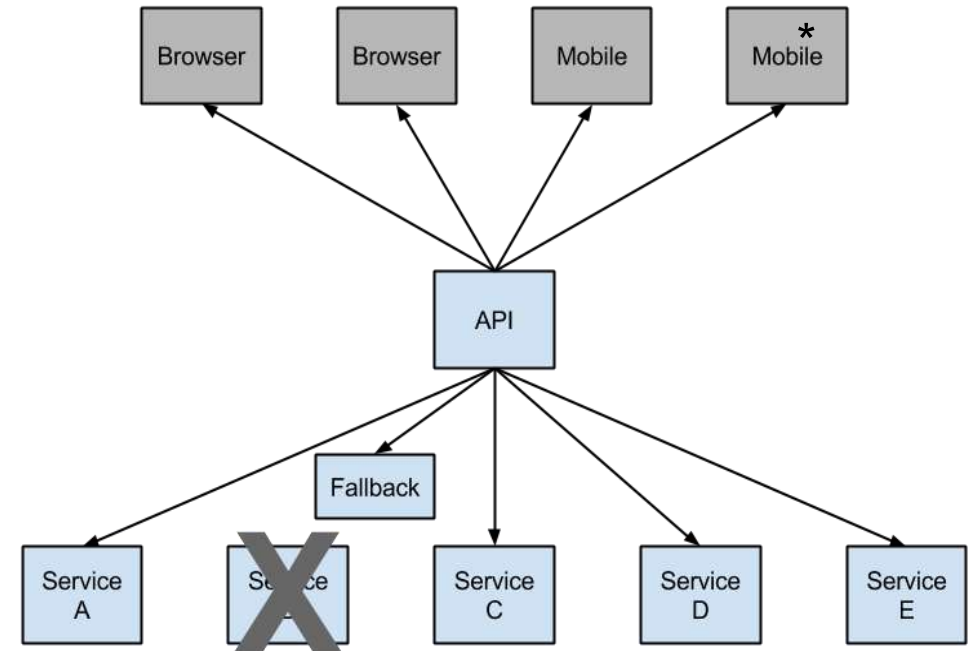 *
Browser
Browser
Mobile
Mobile
API
Fallback
Service
A
Service
C
Service
D
Service
E